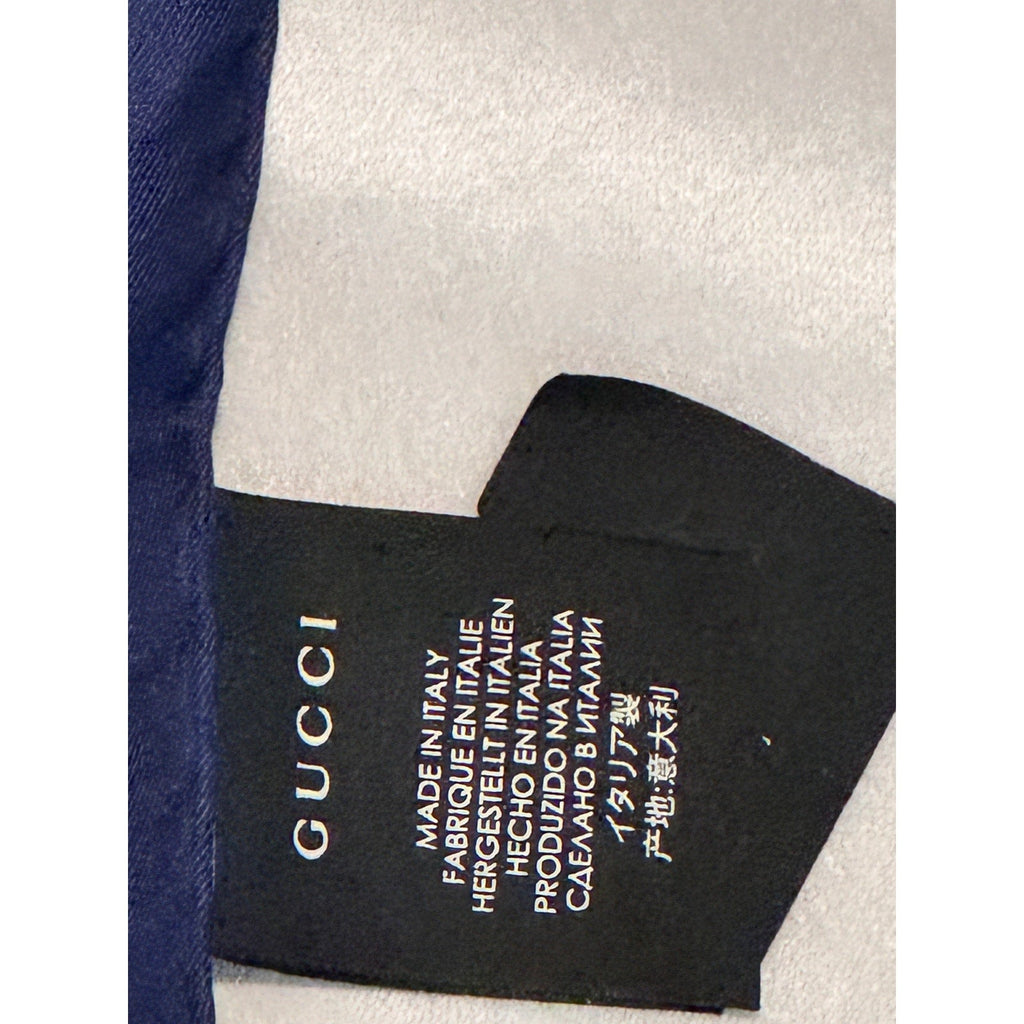 GUCCI
MADE IN ITALY
FABRIQUE EN ITALIE
HERGESTELLT IN ITALIEN
HECHO EN ITALIA
PRODUZIDO NA ITALIA
СДЕЛАНО В ИТАЛИИ
イタリア製
产地:意大利